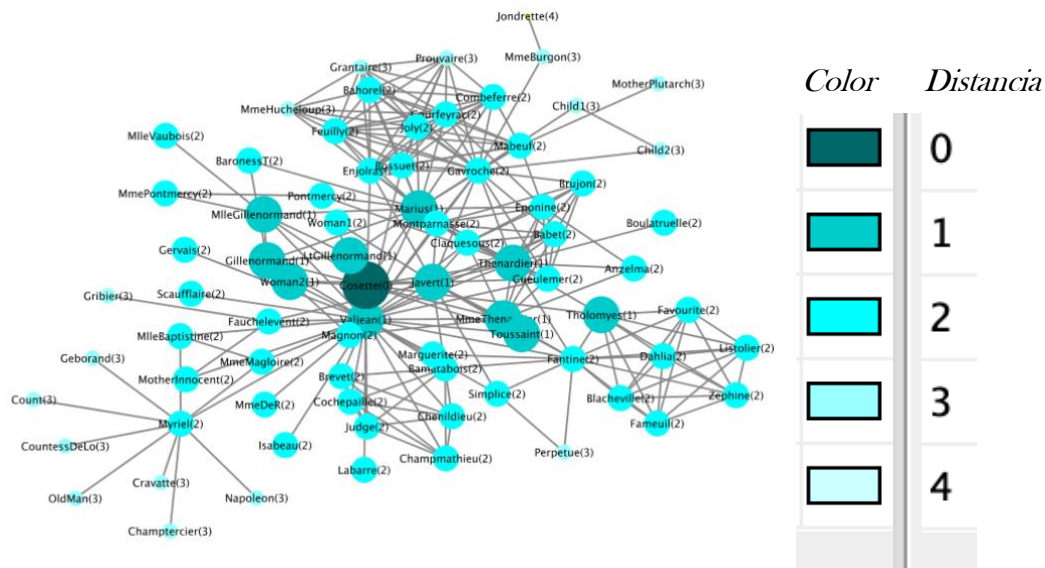 Jondrette(4)
Prouvaire(3)
MmeBurgon(3)
Grantaire(3)
MotherPlutarch(3)
Bahorel(2)
Combeferre(2)
Child1(3)
MmeHucheloup(3)
Courfeyrac(2)
Feuilly(2)
Joly(2)
MlleVaubois(2)
Mabeuf(2)
Child2(3)
BaronessT(2)
Bossuet(2)
Enjolras(2)
Gavroche(2)
Brujon(2)
MmePontmercy(2)
Pontmercy(2)
Marius(1)
Eponine(2)
MlleGillenormand(1)
Woman1(2)
Montparnasse(2)
Boulatruelle(2)
Babet(2)
Claquesous(2)
Gervais(2)
LtGillenormand(1)
Gillenormand(1)
Thenardier(1)
Anzelma(2)
Woman2(1)
Cosette(0)
Javert(1)
Gueulemer(2)
Gribier(3)
Scaufflaire(2)
Fauchelevent(2)
Valjean(1)
MmeThenardier(1)
Tholomyes(1)
Favourite(2)
MlleBaptistine(2)
Magnon(2)
Toussaint(1)
Geborand(3)
MmeMagloire(2)
Marguerite(2)
Fantine(2)
Dahlia(2)
Listolier(2)
MotherInnocent(2)
Brevet(2)
Bamatabois(2)
Count(3)
MmeDeR(2)
Cochepaille(2)
Simplice(2)
Blacheville(2)
Zephine(2)
Myriel(2)
Judge(2)
Chenildieu(2)
Fameuil(2)
CountessDeLo(3)
Isabeau(2)
Champmathieu(2)
Perpetue(3)
Labarre(2)
Cravatte(3)
OldMan(3)
Napoleon(3)
Champtercier(3)
Color Distancia
0
1
2
3
4